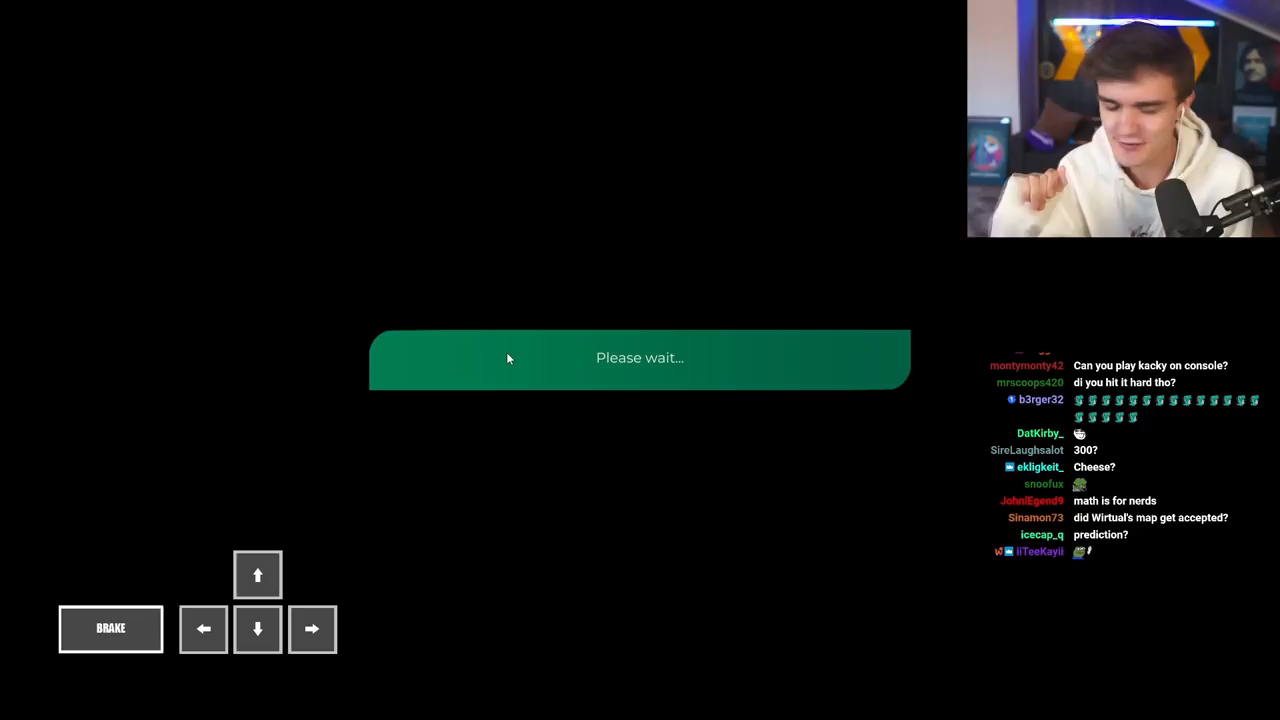 Please wait...
montymonty42 Can you play kacky on console?
mrscoops420 di you hit it hard tho?
b3rger32
DatKirby_
SireLaughsalot 300?
ekligkeit_ Cheese?
snoofux
JohnlEgend9 math is for nerds
Sinamon73 did Wirtual's map get accepted?
icecap_q prediction?
iiTeeKayii
BRAKE